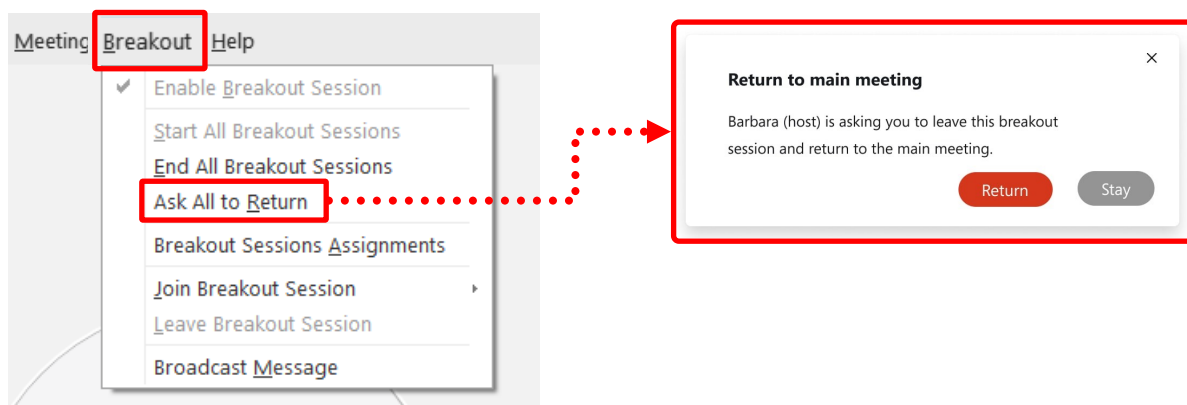 Meeting Breakout Help
Enable Breakout Session
Start All Breakout Sessions
End All Breakout Sessions
Ask All to Return
Breakout Sessions Assignments
Join Breakout Session
Leave Breakout Session
Broadcast Message
Return to main meeting
Barbara (host) is asking you to leave this breakout
session and return to the main meeting.
Return Stay